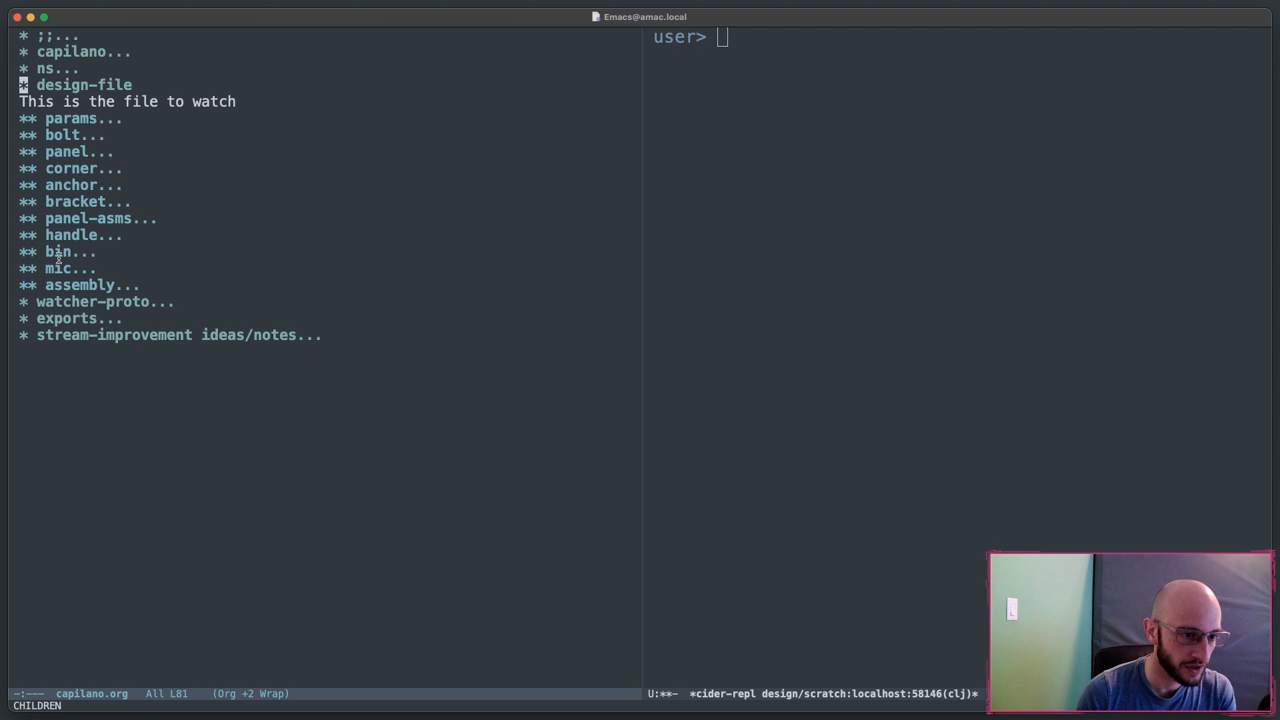 Emacs@amac.local
* ;;...
* capilano...
* ns...
* design-file
This is the file to watch
** params...
** bolt...
** panel...
** corner...
** anchor...
** bracket...
** panel-asms...
** handle...
** bin...
** mic...
** assembly...
* watcher-proto...
* exports...
* stream-improvement ideas/notes...
user>
-:--- capilano.org All L81 (Org +2 Wrap)
U:**- *cider-repl design/scratch:localhost:58146(clj)*
CHILDREN